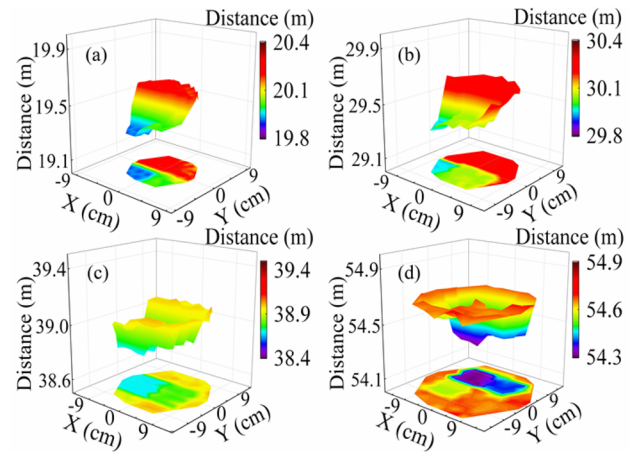 Distance (m)
20.4
20.1
19.8
(a)
Distance (m)
19.9
19.5
19.1
-9
0
9
X (cm)
-9
0
9
Y (cm)
Distance (m)
30.4
30.1
29.8
(b)
Distance (m)
29.9
29.5
29.1
-9
0
9
X (cm)
-9
0
9
Y (cm)
Distance (m)
39.4
38.9
38.4
(c)
Distance (m)
39.4
39.0
38.6
-9
0
9
X (cm)
-9
0
9
Y (cm)
Distance (m)
54.9
54.6
54.3
(d)
Distance (m)
54.9
54.5
54.1
-9
0
9
X (cm)
-9
0
9
Y (cm)